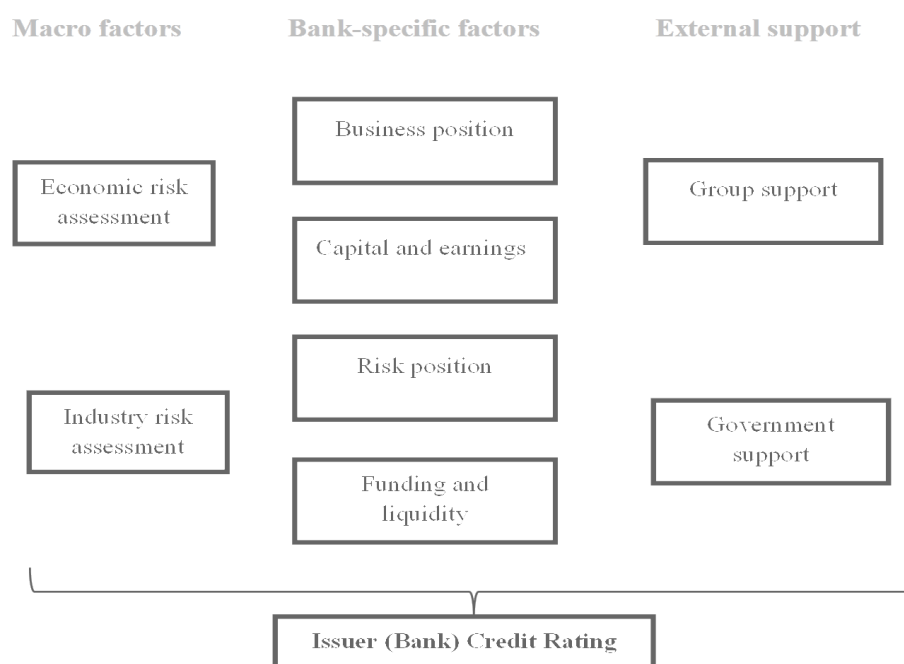 Macro factors
Bank-specific factors
External support
Business position
Economic risk
assessment
Group support
Capital and earnings
Risk position
Industry risk
assessment
Government
support
Funding and
liquidity
Issuer (Bank) Credit Rating